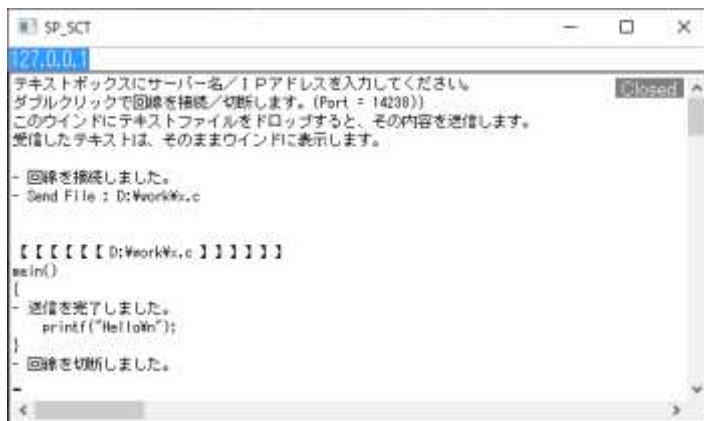 SP_SCT
127.0.0.1
テキストボックスにサーバー名／ＩＰアドレスを入力してください。
Closed
ダブルクリックで回線を接続／切断します。(Port = 14238))
このウインドにテキストファイルをドロップすると、その内容を送信します。
受信したテキストは、そのままウインドに表示します。
- 回線を接続しました。
- Send File : D:¥work¥x.c
【【【【【【 D:¥work¥x.c 】】】】】】
main()
{
- 送信を完了しました。
printf("Hello¥n");
}
- 回線を切断しました。